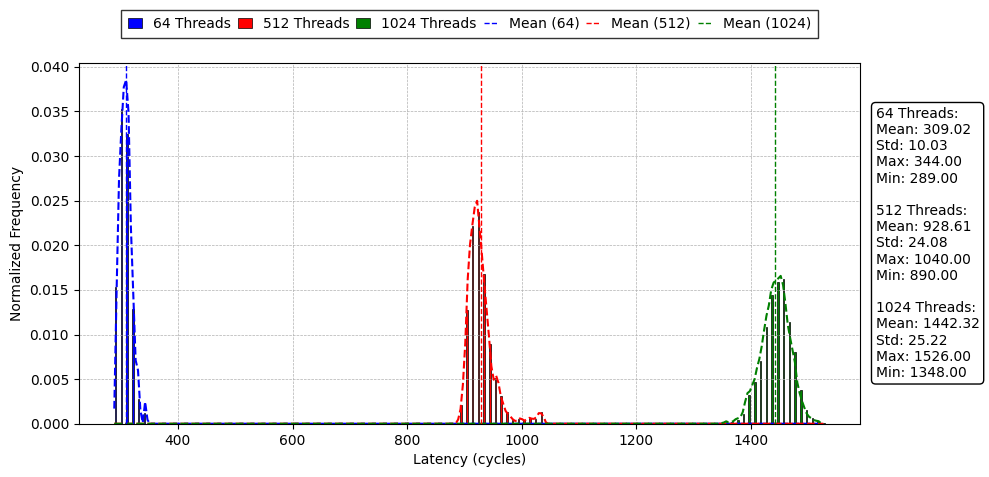 64 Threads 512 Threads 1024 Threads Mean (64) Mean (512) Mean (1024)
0.040
0.035
0.030
0.025
0.020
0.015
0.010
0.005
0.000
Normalized Frequency
400 600 800 1000 1200 1400
Latency (cycles)
64 Threads:
Mean: 309.02
Std: 10.03
Max: 344.00
Min: 289.00
512 Threads:
Mean: 928.61
Std: 24.08
Max: 1040.00
Min: 890.00
1024 Threads:
Mean: 1442.32
Std: 25.22
Max: 1526.00
Min: 1348.00